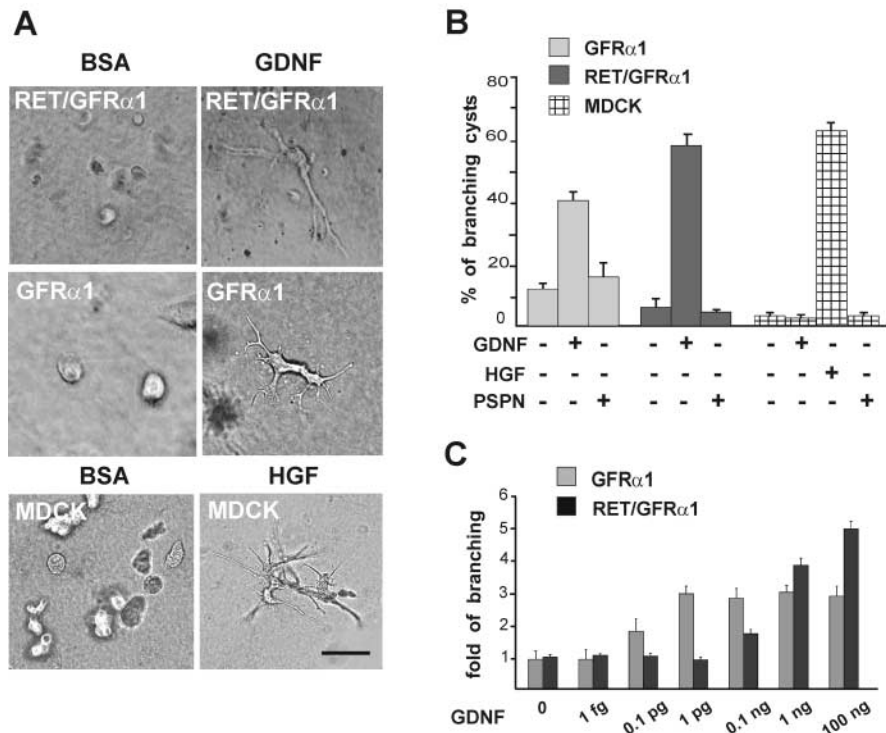 A
BSA GDNF
RET/GFRα1 RET/GFRα1
GFRα1 GFRα1
BSA HGF
MDCK MDCK
B
GFRα1
RET/GFRα1
MDCK
% of branching cysts
80
60
40
20
0
GDNF - + - - + - - + - -
HGF - - - - - - - - + -
PSPN - - + - - + - - - +
C
GFRα1
RET/GFRα1
fold of branching
6
5
4
3
2
1
GDNF 0 1 fg 0.1 pg 1 pg 0.1 ng 1 ng 100 ng